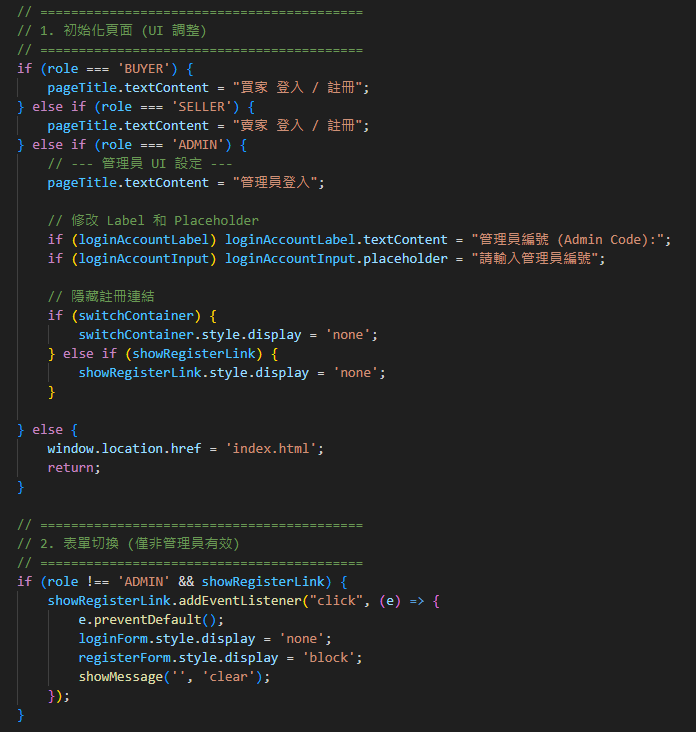 // ==========================================
// 1. 初始化頁面 (UI 調整)
// ==========================================
if (role === 'BUYER') {
    pageTitle.textContent = "買家 登入 / 註冊";
} else if (role === 'SELLER') {
    pageTitle.textContent = "賣家 登入 / 註冊";
} else if (role === 'ADMIN') {
    // --- 管理員 UI 設定 ---
    pageTitle.textContent = "管理員登入";

    // 修改 Label 和 Placeholder
    if (loginAccountLabel) loginAccountLabel.textContent = "管理員編號 (Admin Code):";
    if (loginAccountInput) loginAccountInput.placeholder = "請輸入管理員編號";

    // 隱藏註冊連結
    if (switchContainer) {
        switchContainer.style.display = 'none';
    } else if (showRegisterLink) {
        showRegisterLink.style.display = 'none';
    }

} else {
    window.location.href = 'index.html';
    return;
}

// ==========================================
// 2. 表單切換 (僅非管理員有效)
// ==========================================
if (role !== 'ADMIN' && showRegisterLink) {
    showRegisterLink.addEventListener("click", (e) => {
        e.preventDefault();
        loginForm.style.display = 'none';
        registerForm.style.display = 'block';
        showMessage('', 'clear');
    });
}